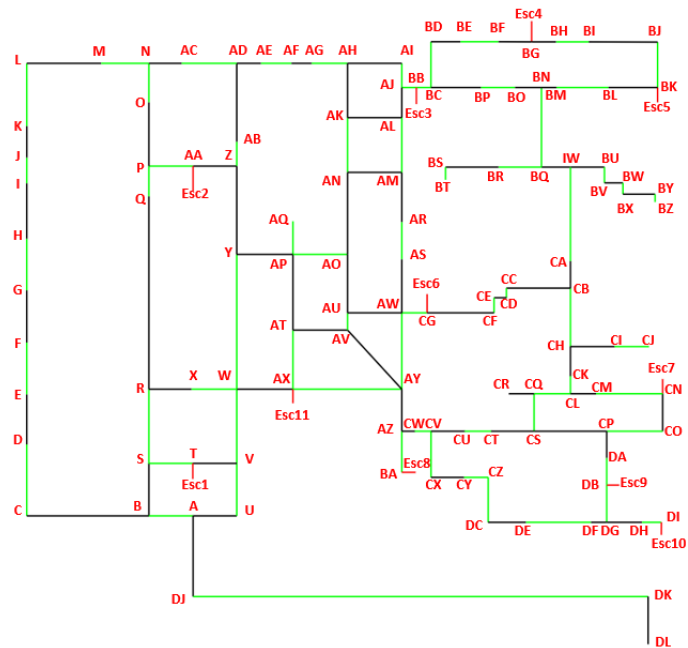 Esc4
BD BE BF BH BI BJ
BG
M N AC AD AE AF AG AH AI
L
BB BN
AJ BC BP BO BM BL BK
Esc3 Esc5
O
AK
K AL
AB
J AA Z BS IW BU
P BR BQ BW BY
I Esc2 AN AM BT BV
Q BX BZ
AQ AR
H
Y AS
AP AO CA
Esc6 CC
G CE CB
CD
AU AW
CG CF
AT AV
F CH CI CJ
X W AX CK Esc7
R AY CR CQ CM CN
E CL
Esc11
AZ CW CV
D CU CT CS CP CO
S T V DA
BA Esc8
Esc1 CX CY CZ DB Esc9
C B A U
DC DE DF DG DH DI
Esc10
DJ DK
DL